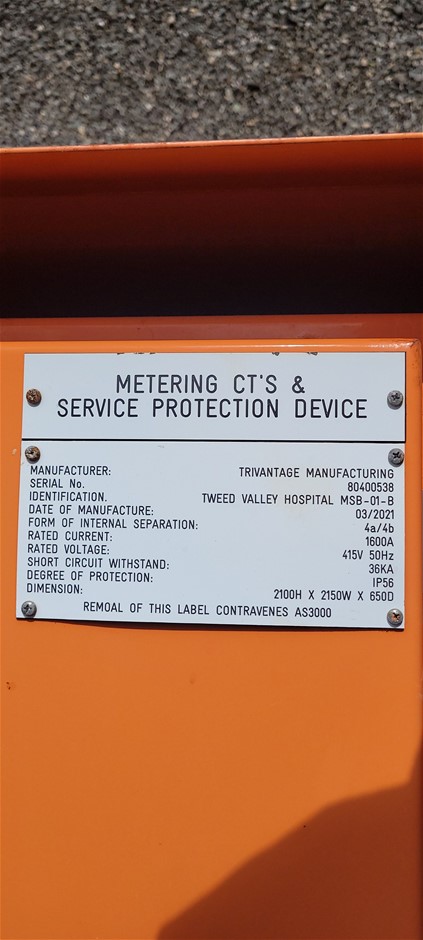 METERING CT'S &
SERVICE PROTECTION DEVICE
MANUFACTURER: TRIVANTAGE MANUFACTURING
SERIAL No. 80400538
IDENTIFICATION. TWEED VALLEY HOSPITAL MSB-01-B
DATE OF MANUFACTURE: 03/2021
FORM OF INTERNAL SEPARATION: 4a/4b
RATED CURRENT: 1600A
RATED VOLTAGE: 415V 50Hz
SHORT CIRCUIT WITHSTAND: 36KA
DEGREE OF PROTECTION: IP56
DIMENSION: 2100H X 2150W X 650D
REMOAL OF THIS LABEL CONTRAVENES AS3000